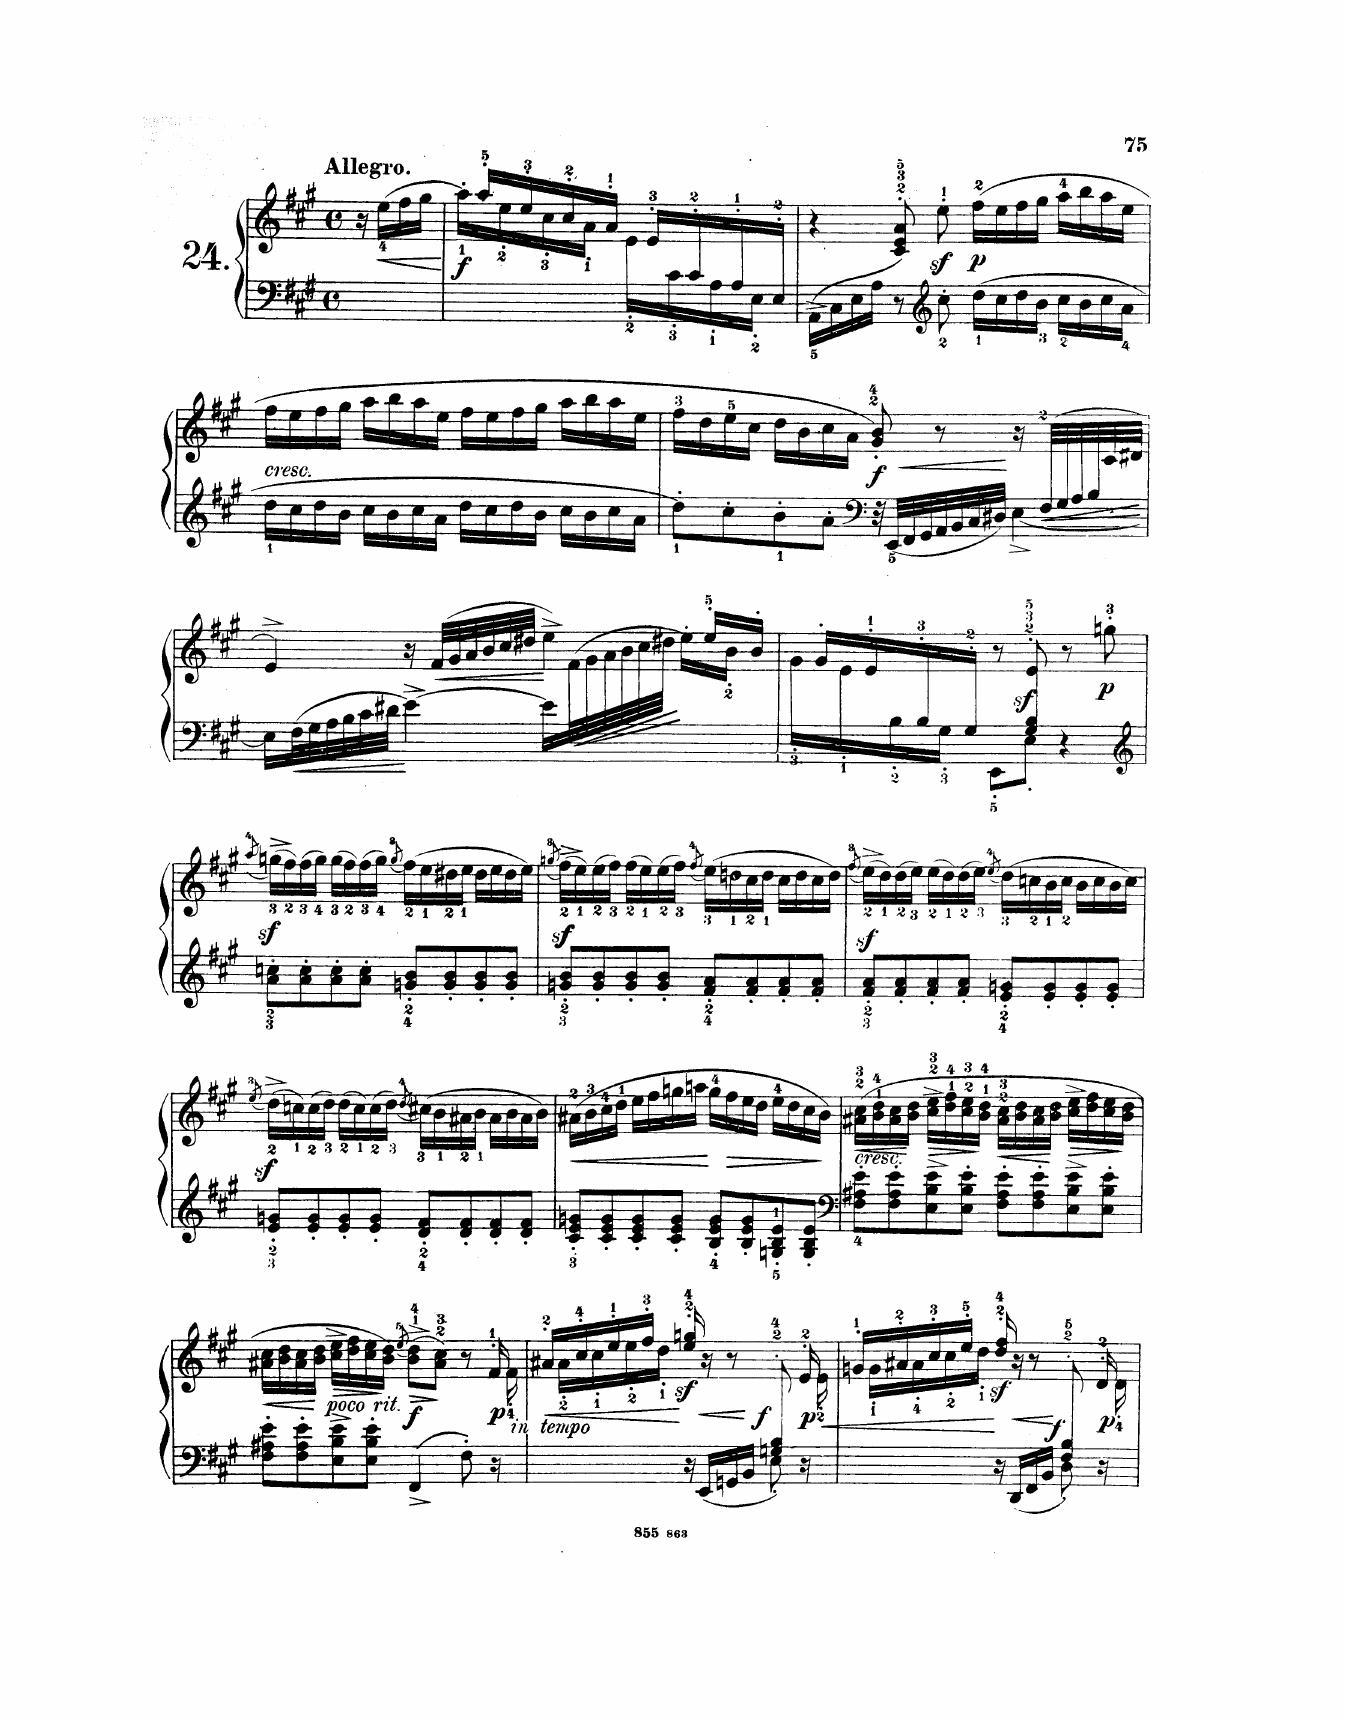 75
Allegro.
24.
f
sf p
cresc.
f
sf
p
sf
sf
sf
sf
cresc.
poco rit.
f
p
in tempo
sf
f
p
sf
f
p
855 863